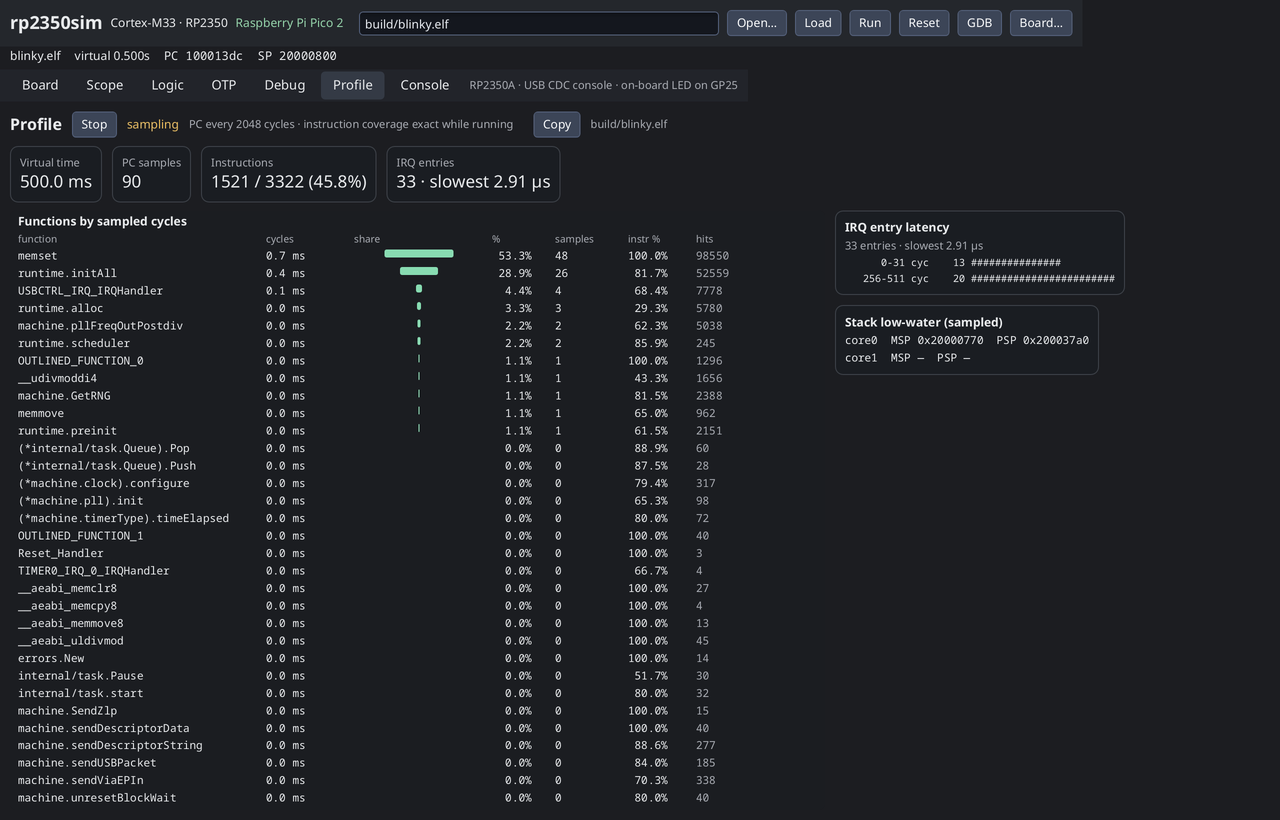 rp2350sim Cortex-M33 · RP2350 Raspberry Pi Pico 2 build/blinky.elf Open... Load Run Reset GDB Board...
blinky.elf virtual 0.500s PC 100013dc SP 20000800
Board Scope Logic OTP Debug Profile Console RP2350A · USB CDC console · on-board LED on GP25
Profile Stop sampling PC every 2048 cycles · instruction coverage exact while running Copy build/blinky.elf
Virtual time
500.0 ms
PC samples
90
Instructions
1521 / 3322 (45.8%)
IRQ entries
33 · slowest 2.91 µs
Functions by sampled cycles
function cycles share % samples instr % hits
memset 0.7 ms 53.3% 48 100.0% 98550
runtime.initAll 0.4 ms 28.9% 26 81.7% 52559
USBCTRL_IRQ_IRQHandler 0.1 ms 4.4% 4 68.4% 7778
runtime.alloc 0.0 ms 3.3% 3 29.3% 5780
machine.pllFreqOutPostdiv 0.0 ms 2.2% 2 62.3% 5038
runtime.scheduler 0.0 ms 2.2% 2 85.9% 245
OUTLINED_FUNCTION_0 0.0 ms 1.1% 1 100.0% 1296
__udivmoddi4 0.0 ms 1.1% 1 43.3% 1656
machine.GetRNG 0.0 ms 1.1% 1 81.5% 2388
memmove 0.0 ms 1.1% 1 65.0% 962
runtime.preinit 0.0 ms 1.1% 1 61.5% 2151
(*internal/task.Queue).Pop 0.0 ms 0.0% 0 88.9% 60
(*internal/task.Queue).Push 0.0 ms 0.0% 0 87.5% 28
(*machine.clock).configure 0.0 ms 0.0% 0 79.4% 317
(*machine.pll).init 0.0 ms 0.0% 0 65.3% 98
(*machine.timerType).timeElapsed 0.0 ms 0.0% 0 80.0% 72
OUTLINED_FUNCTION_1 0.0 ms 0.0% 0 100.0% 40
Reset_Handler 0.0 ms 0.0% 0 100.0% 3
TIMER0_IRQ_0_IRQHandler 0.0 ms 0.0% 0 66.7% 4
__aeabi_memclr8 0.0 ms 0.0% 0 100.0% 27
__aeabi_memcpy8 0.0 ms 0.0% 0 100.0% 4
__aeabi_memmove8 0.0 ms 0.0% 0 100.0% 13
__aeabi_uldivmod 0.0 ms 0.0% 0 100.0% 45
errors.New 0.0 ms 0.0% 0 100.0% 14
internal/task.Pause 0.0 ms 0.0% 0 51.7% 30
internal/task.start 0.0 ms 0.0% 0 80.0% 32
machine.SendZlp 0.0 ms 0.0% 0 100.0% 15
machine.sendDescriptorData 0.0 ms 0.0% 0 100.0% 40
machine.sendDescriptorString 0.0 ms 0.0% 0 88.6% 277
machine.sendUSBPacket 0.0 ms 0.0% 0 84.0% 185
machine.sendViaEPIn 0.0 ms 0.0% 0 70.3% 338
machine.unresetBlockWait 0.0 ms 0.0% 0 80.0% 40
IRQ entry latency
33 entries · slowest 2.91 µs
0-31 cyc 13 ###############
256-511 cyc 20 ########################
Stack low-water (sampled)
core0 MSP 0x20000770 PSP 0x200037a0
core1 MSP — PSP —